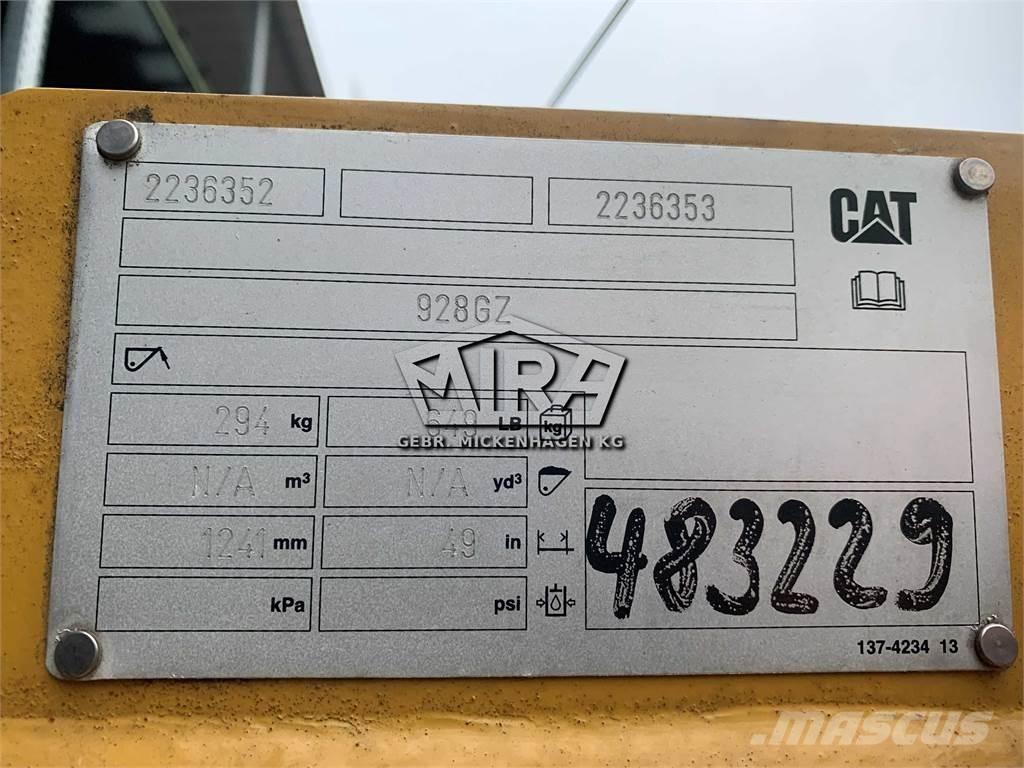 2236352 2236353
CAT
928GZ
MIRA
294 kg 649 LB kg
GEBR. MICKENHAGEN KG
N/A m³ N/A yd³
1241 mm 49 in
483229
kPa psi
137-4234 13
MASCUS